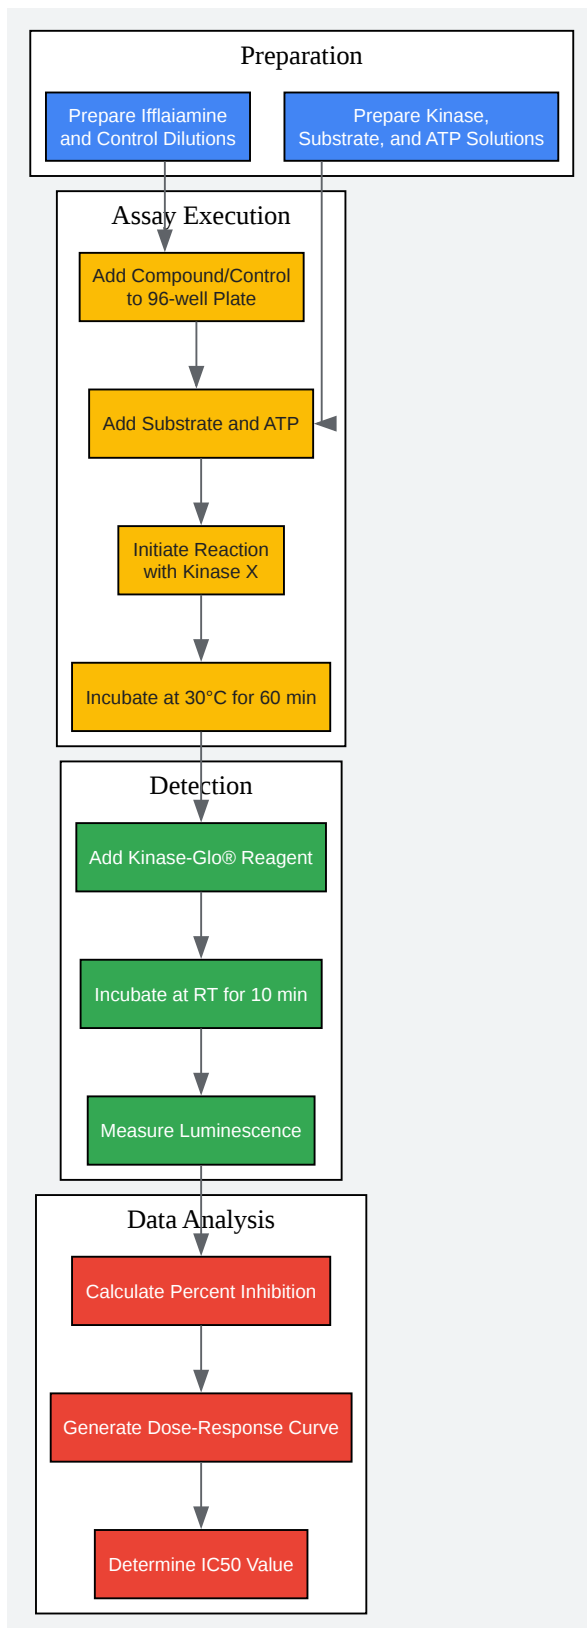 Preparation
Prepare Ifflaiamine
and Control Dilutions
Prepare Kinase,
Substrate, and ATP Solutions
Assay Execution
Add Compound/Control
to 96-well Plate
Add Substrate and ATP
Initiate Reaction
with Kinase X
Incubate at 30°C for 60 min
Detection
Add Kinase-Glo® Reagent
Incubate at RT for 10 min
Measure Luminescence
Data Analysis
Calculate Percent Inhibition
Generate Dose-Response Curve
Determine IC50 Value